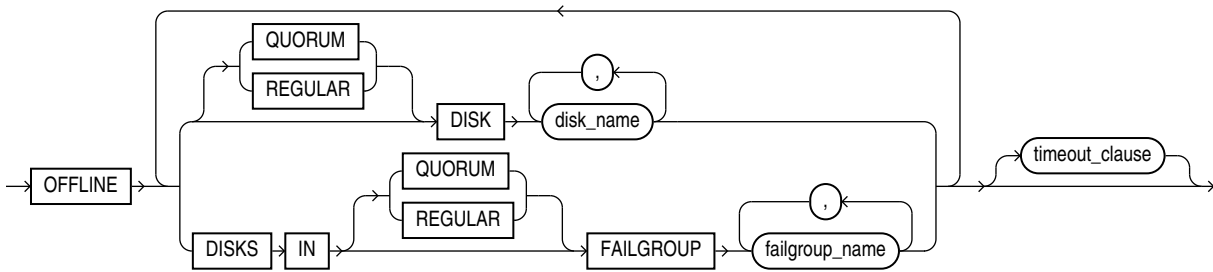 QUORUM
REGULAR
DISK
,
disk_name
OFFLINE
QUORUM
REGULAR
DISKS
IN
FAILGROUP
,
failgroup_name
timeout_clause